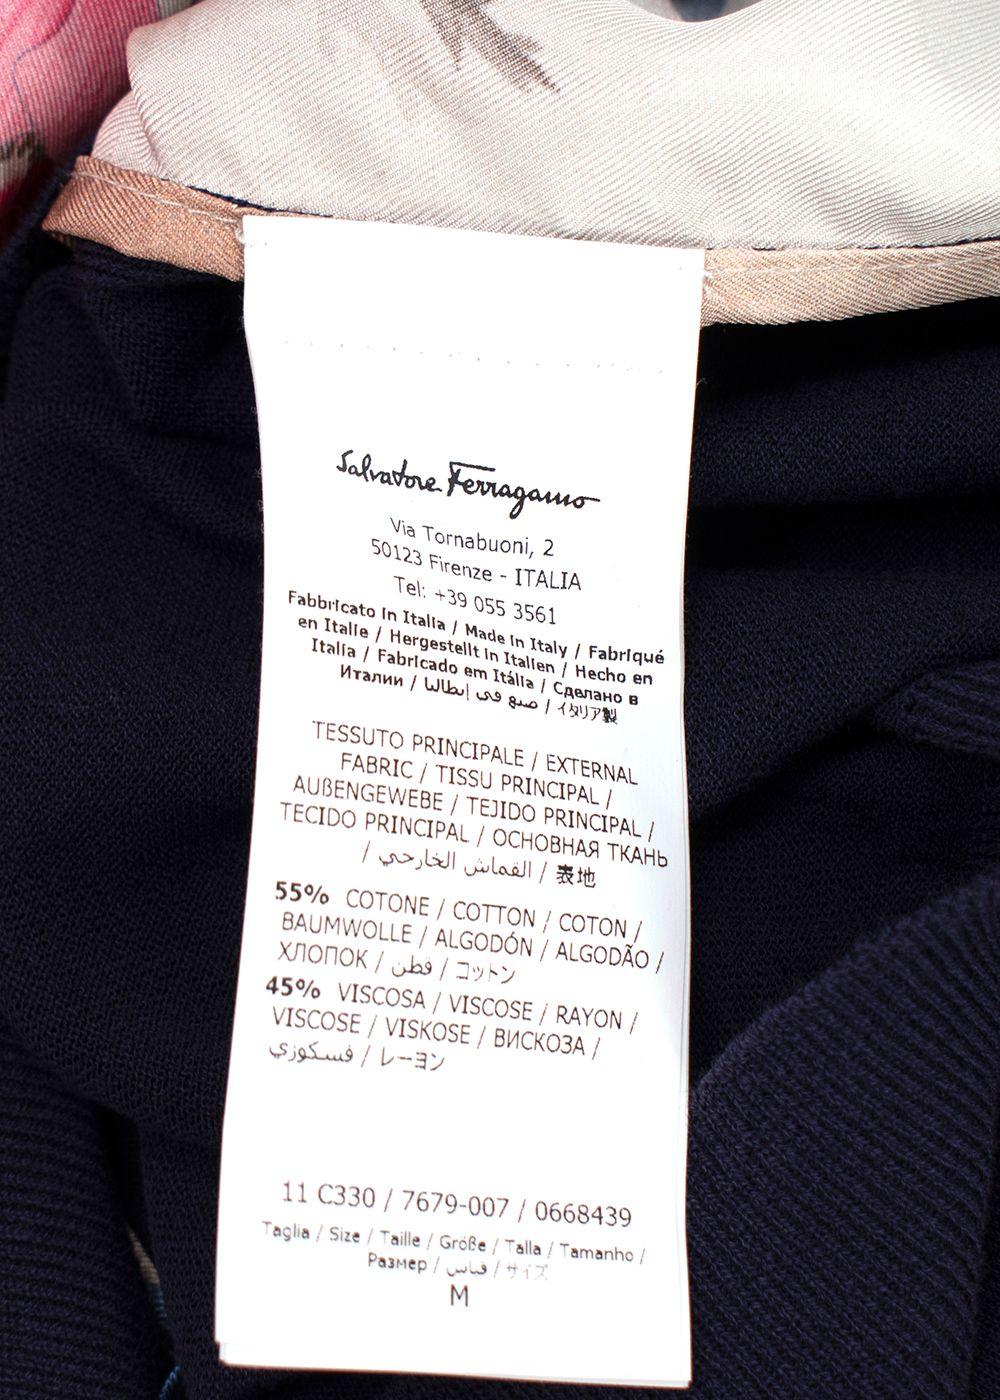 Salvatore Ferragamo
Via Tornabuoni, 2
50123 Firenze - ITALIA
Tel: +39 055 3561
Fabbricato in Italia / Made in Italy / Fabriqué
en Italie / Hergestellt in Italien / Hecho en
Italia / Fabricado em Itália / Сделано в
Италии / صنع في إيطاليا / イタリア製
TESSUTO PRINCIPALE / EXTERNAL
FABRIC / TISSU PRINCIPAL /
AUßENGEWEBE / TEJIDO PRINCIPAL /
TECIDO PRINCIPAL / ОСНОВНАЯ ТКАНЬ
/ القماش الخارجي / 表地
55% COTONE / COTTON / COTON /
BAUMWOLLE / ALGODÓN / ALGODÃO /
ХЛОПОК / قطن / コットン
45% VISCOSA / VISCOSE / RAYON /
VISCOSE / VISKOSE / ВИСКОЗА /
فسكوزي / レーヨン
11 C330 / 7679-007 / 0668439
Taglia / Size / Taille / Größe / Talla / Tamanho /
Размер / قياس / サイズ
M